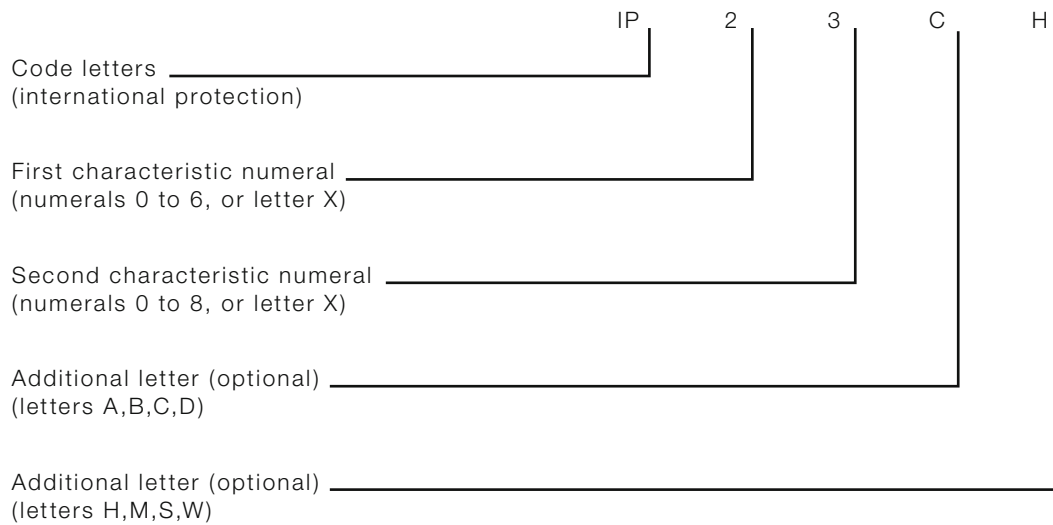 IP 2 3 C H
Code letters
(international protection)
First characteristic numeral
(numerals 0 to 6, or letter X)
Second characteristic numeral
(numerals 0 to 8, or letter X)
Additional letter (optional)
(letters A,B,C,D)
Additional letter (optional)
(letters H,M,S,W)